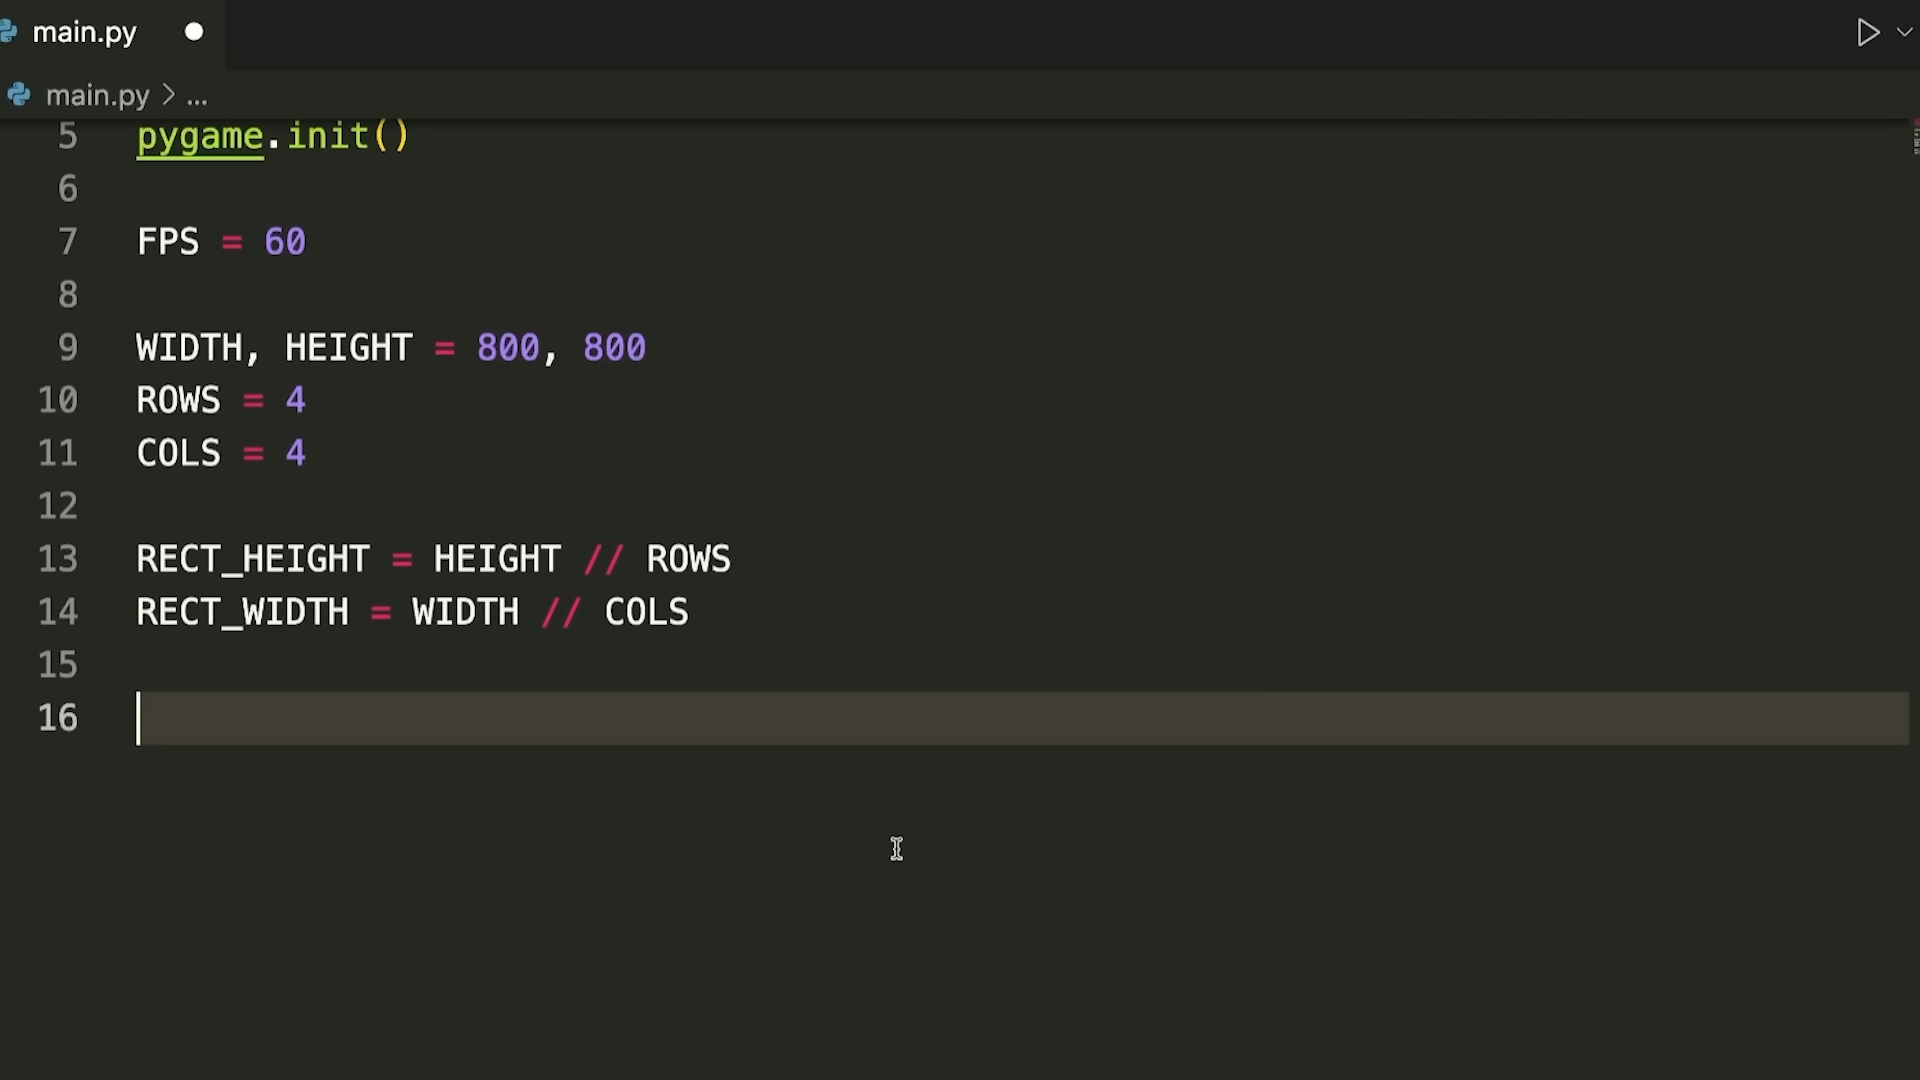 main.py
main.py > ...
5 pygame.init()
6
7 FPS = 60
8
9 WIDTH, HEIGHT = 800, 800
10 ROWS = 4
11 COLS = 4
12
13 RECT_HEIGHT = HEIGHT // ROWS
14 RECT_WIDTH = WIDTH // COLS
15
16